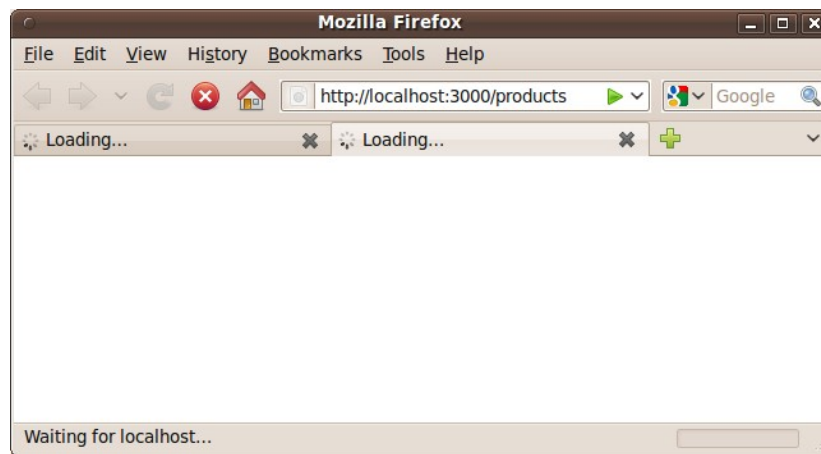 Mozilla Firefox
File Edit View History Bookmarks Tools Help
http://localhost:3000/products Google
Loading... Loading...
Waiting for localhost...